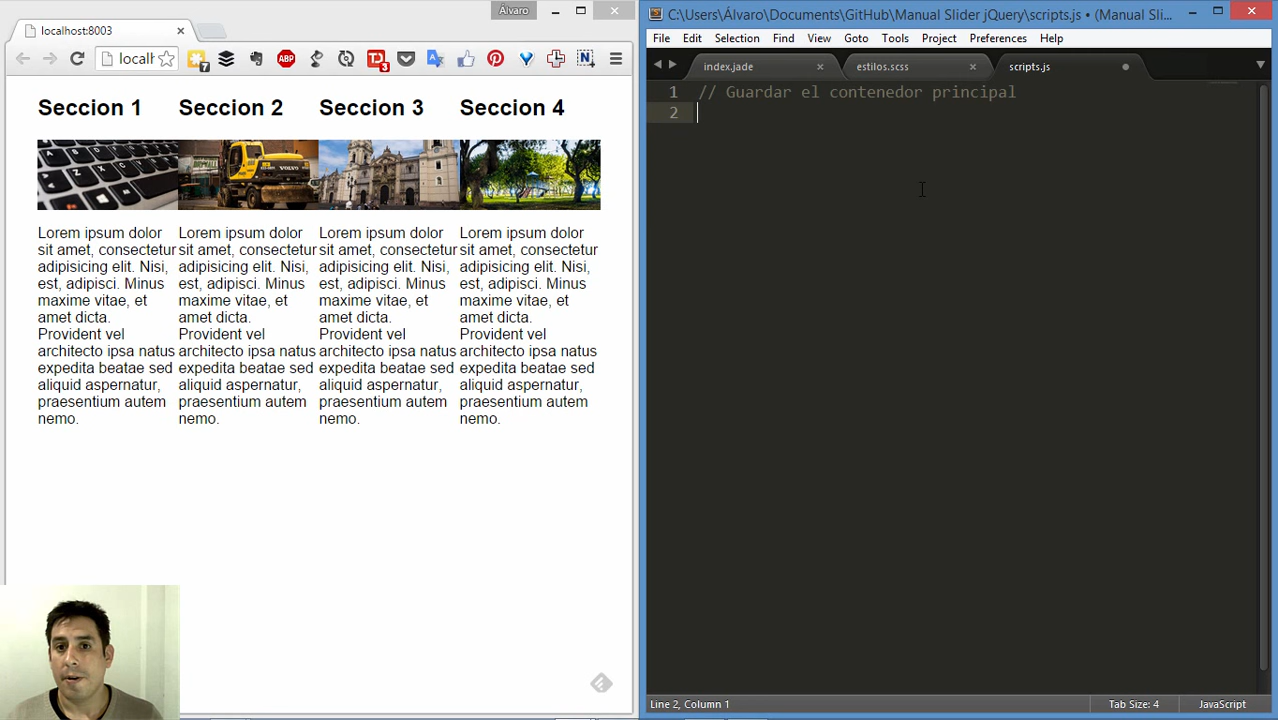 Álvaro
localhost:8003
localh
7
ABP
TD
3
N
Seccion 1
Seccion 2
Seccion 3
Seccion 4
Lorem ipsum dolor
sit amet, consectetur
adipisicing elit. Nisi,
est, adipisci. Minus
maxime vitae, et
amet dicta.
Provident vel
architecto ipsa natus
expedita beatae sed
aliquid aspernatur,
praesentium autem
nemo.
Lorem ipsum dolor
sit amet, consectetur
adipisicing elit. Nisi,
est, adipisci. Minus
maxime vitae, et
amet dicta.
Provident vel
architecto ipsa natus
expedita beatae sed
aliquid aspernatur,
praesentium autem
nemo.
Lorem ipsum dolor
sit amet, consectetur
adipisicing elit. Nisi,
est, adipisci. Minus
maxime vitae, et
amet dicta.
Provident vel
architecto ipsa natus
expedita beatae sed
aliquid aspernatur,
praesentium autem
nemo.
Lorem ipsum dolor
sit amet, consectetur
adipisicing elit. Nisi,
est, adipisci. Minus
maxime vitae, et
amet dicta.
Provident vel
architecto ipsa natus
expedita beatae sed
aliquid aspernatur,
praesentium autem
nemo.
C:\Users\Álvaro\Documents\GitHub\Manual Slider jQuery\scripts.js • (Manual Sli...
File Edit Selection Find View Goto Tools Project Preferences Help
index.jade estilos.scss scripts.js
1 // Guardar el contenedor principal
2
Line 2, Column 1 Tab Size: 4 JavaScript